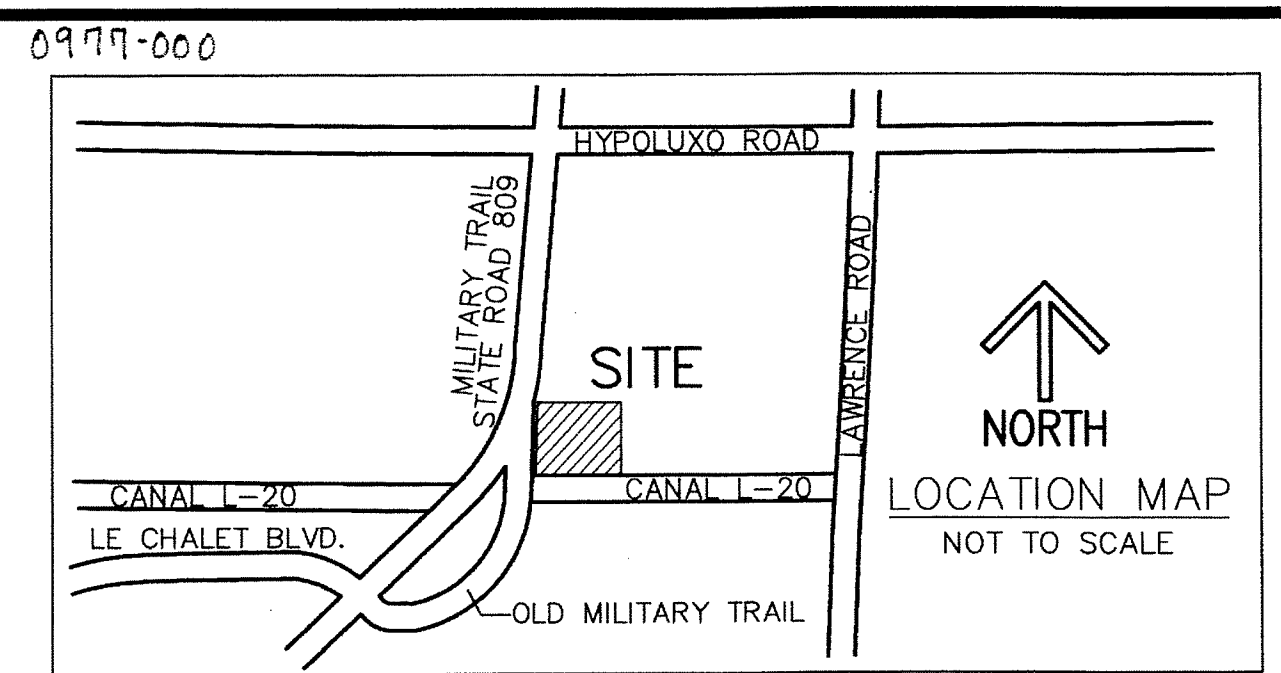 0977-000
HYPOLUXO ROAD
MILITARY TRAIL
STATE ROAD 809
LAWRENCE ROAD
SITE
NORTH
CANAL L-20
CANAL L-20
LOCATION MAP
LE CHALET BLVD.
NOT TO SCALE
OLD MILITARY TRAIL